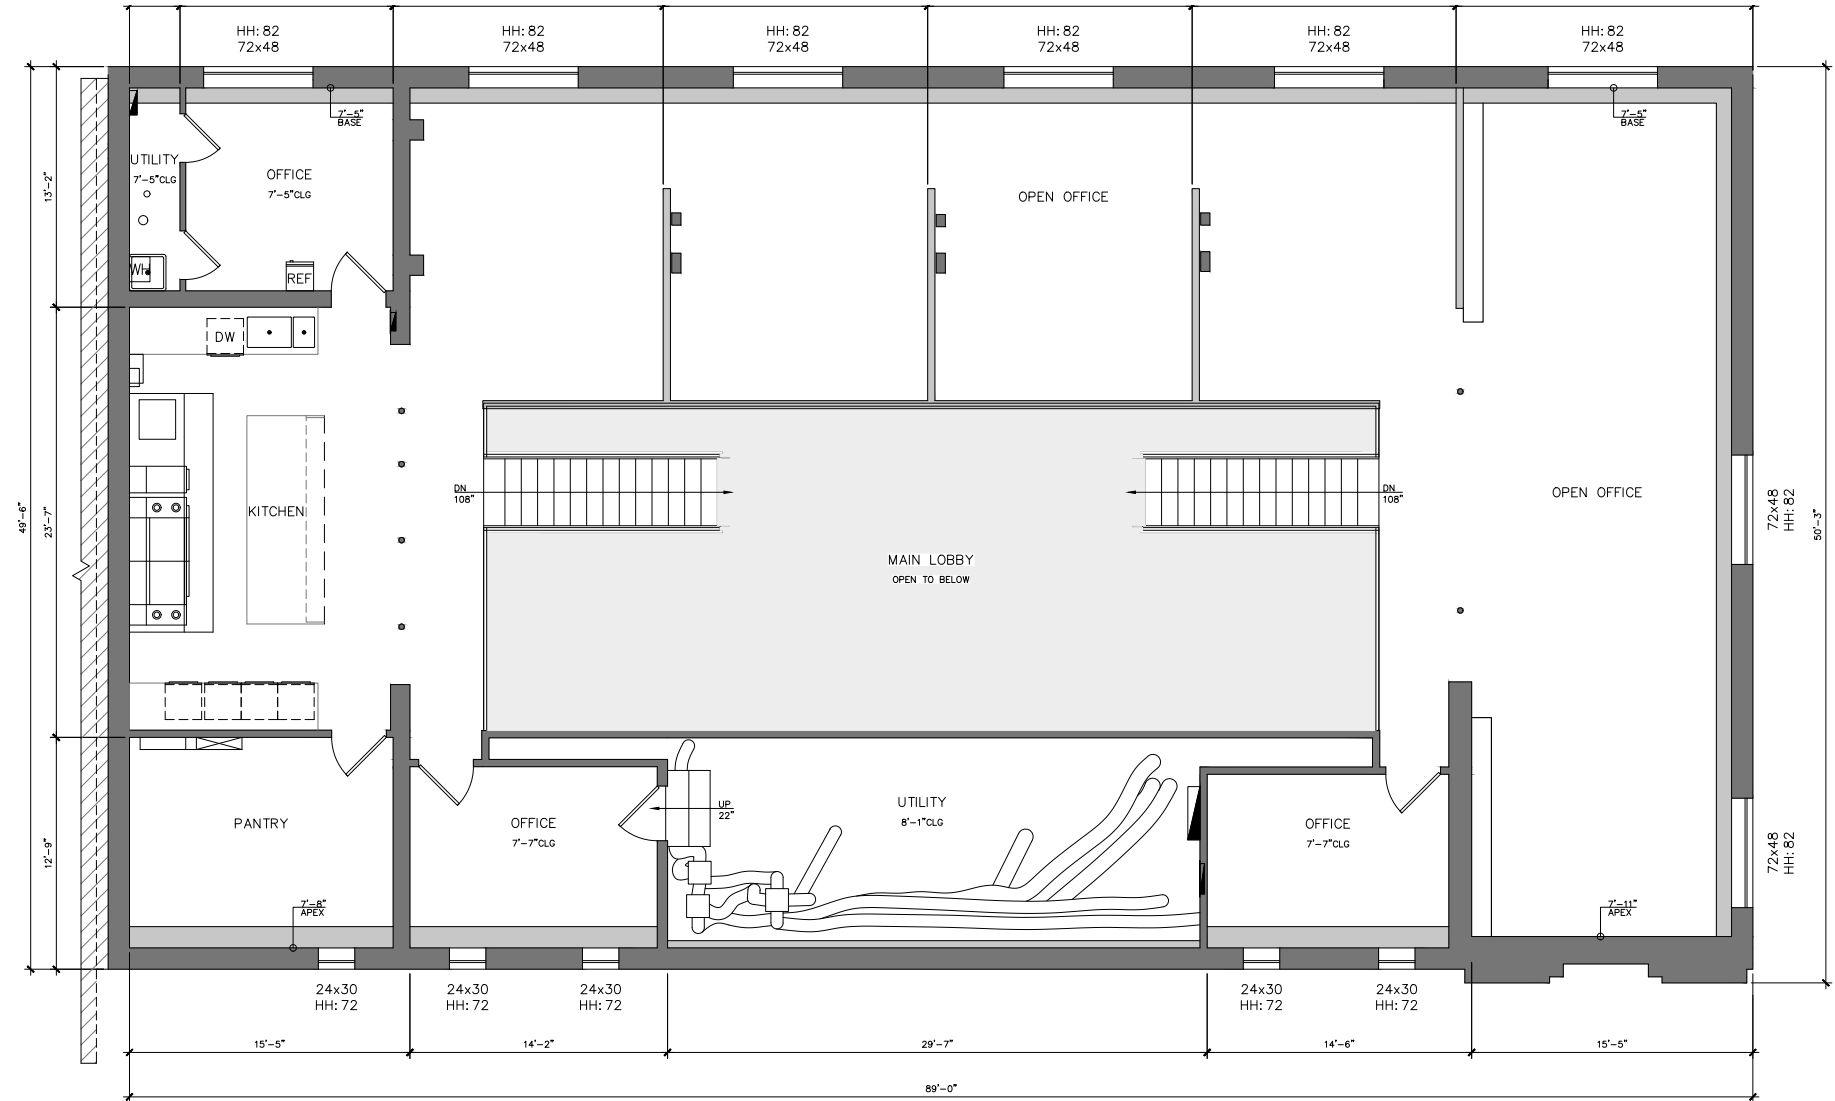 HH: 82
72x48
HH: 82
72x48
HH: 82
72x48
HH: 82
72x48
HH: 82
72x48
HH: 82
72x48
7'-5"
BASE
7'-5"
BASE
UTILITY
7'-5"CLG
OFFICE
7'-5"CLG
13'-2"
OPEN OFFICE
WH
REF
DW
49'-6"
23'-7"
KITCHEN
DN
108"
DN
108"
OPEN OFFICE
72x48
HH: 82
50'-3"
MAIN LOBBY
OPEN TO BELOW
PANTRY
OFFICE
7'-7"CLG
UP
22"
UTILITY
8'-1"CLG
OFFICE
7'-7"CLG
72x48
HH: 82
12'-9"
7'-8"
APEX
7'-11"
APEX
24x30
HH: 72
24x30
HH: 72
24x30
HH: 72
24x30
HH: 72
24x30
HH: 72
15'-5"
14'-2"
29'-7"
14'-6"
15'-5"
89'-0"